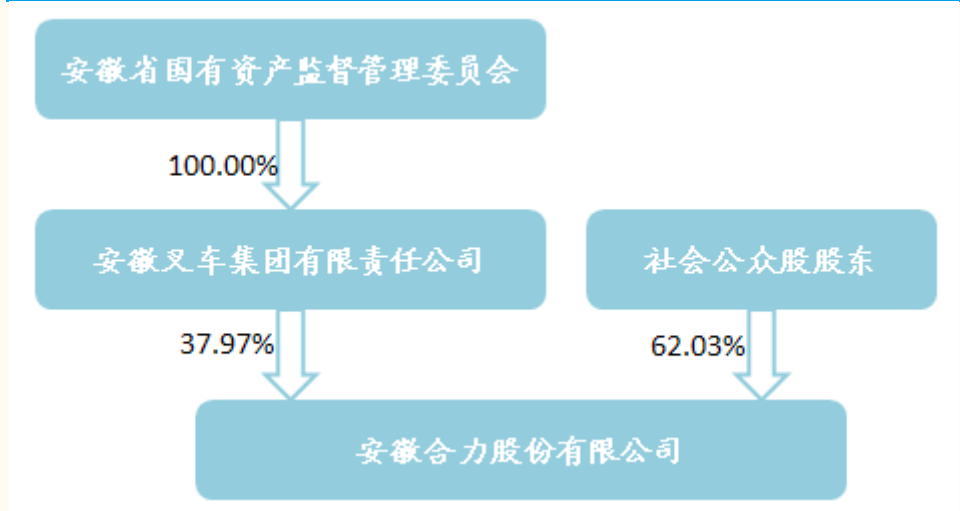 安徽省国有资产监督管理委员会
100.00%
安徽叉车集团有限责任公司
社会公众股股东
37.97%
62.03%
安徽合力股份有限公司